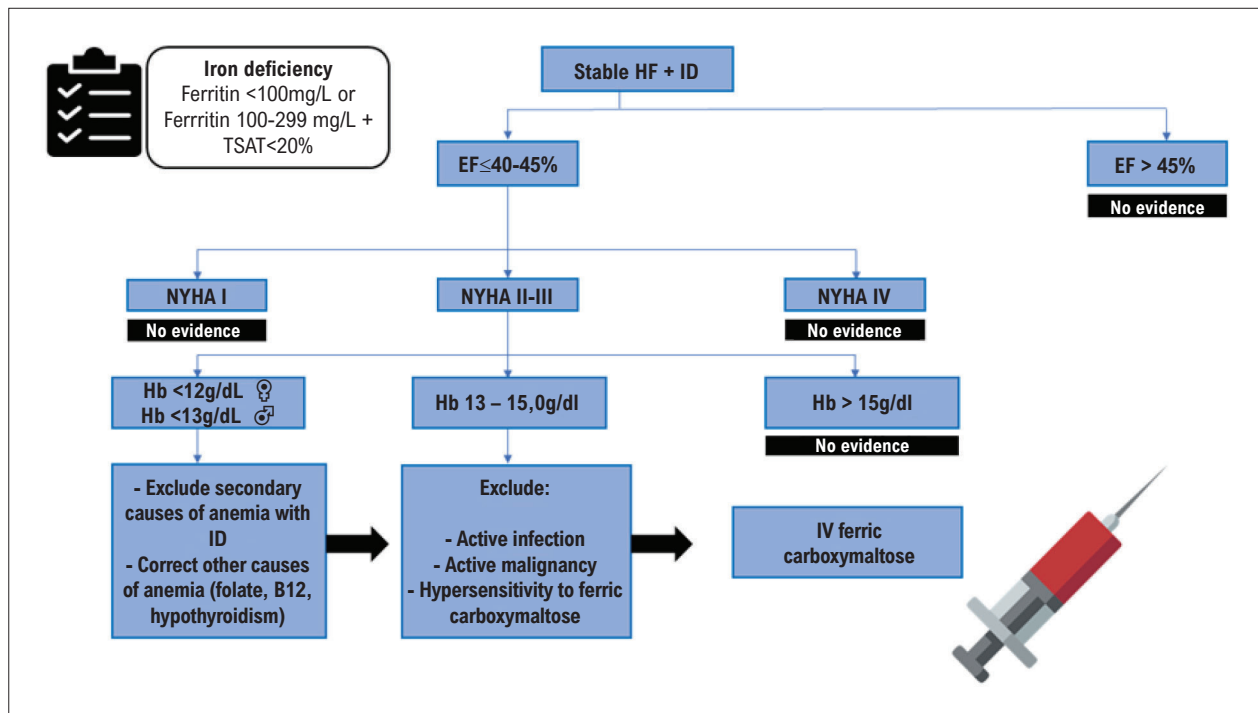 Iron deficiency
Ferritin <100mg/L or
Ferrritin 100-299 mg/L +
TSAT<20%
Stable HF + ID
EF≤40-45%
EF > 45%
No evidence
NYHA I
No evidence
NYHA II-III
NYHA IV
No evidence
Hb <12g/dL ♀
Hb <13g/dL ♂
Hb 13 – 15,0g/dl
Hb > 15g/dl
No evidence
- Exclude secondary
causes of anemia with
ID
- Correct other causes
of anemia (folate, B12,
hypothyroidism)
Exclude:
- Active infection
- Active malignancy
- Hypersensitivity to ferric
carboxymaltose
IV ferric
carboxymaltose